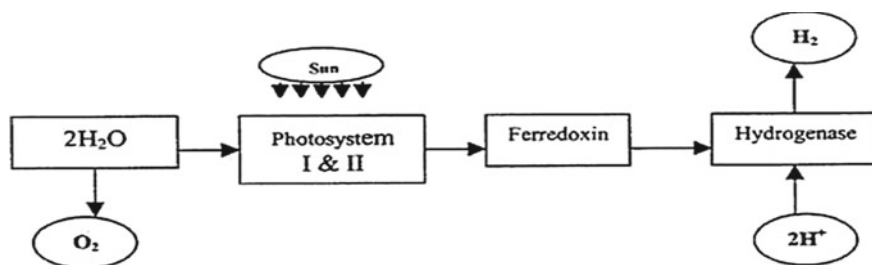 H₂
Sun
2H₂O
Photosystem
I & II
Ferredoxin
Hydrogenase
O₂
2H⁺